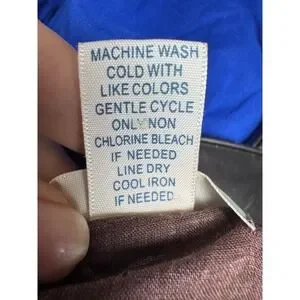 MACHINE WASH
COLD WITH
LIKE COLORS
GENTLE CYCLE
ONLY NON
CHLORINE BLEACH
IF NEEDED
LINE DRY
COOL IRON
IF NEEDED